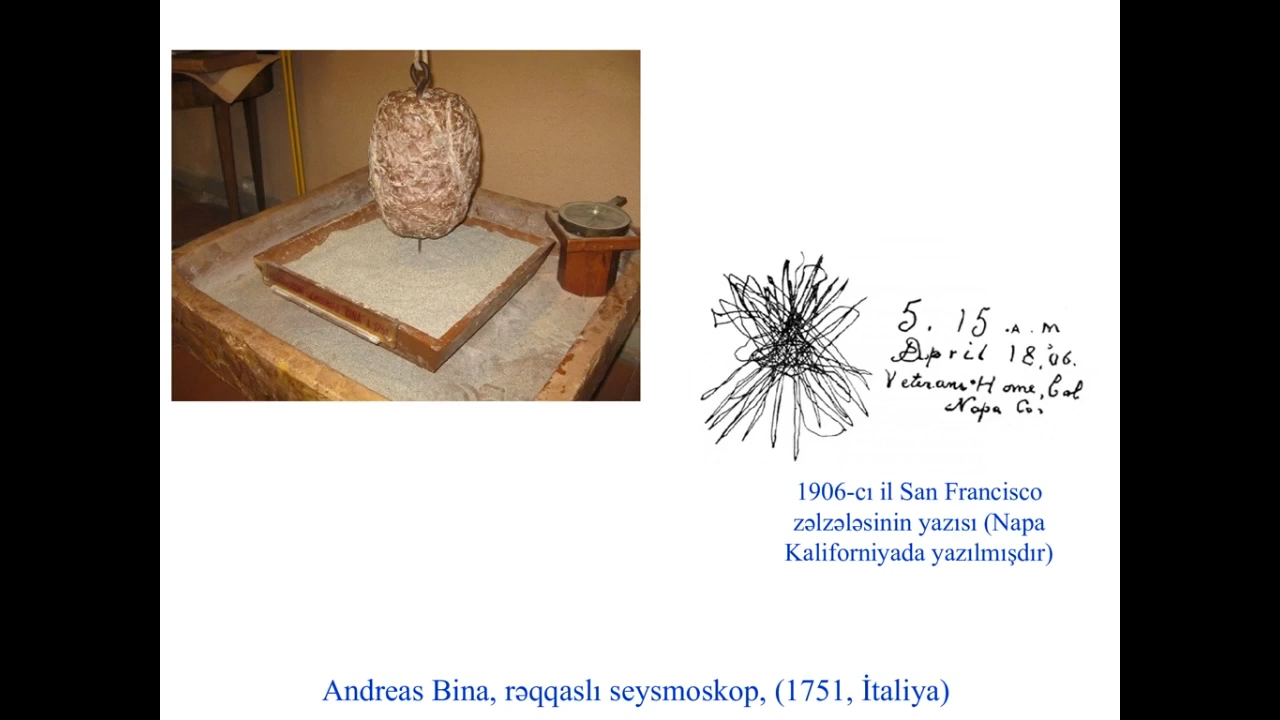 5. 15 .A.M
April 18, '06.
Veterans' Home, Cal
Napa Co.
1906-cı il San Francisco
zəlzələsinin yazısı (Napa
Kaliforniyada yazılmışdır)
Andreas Bina, rəqqaslı seysmoskop, (1751, İtaliya)